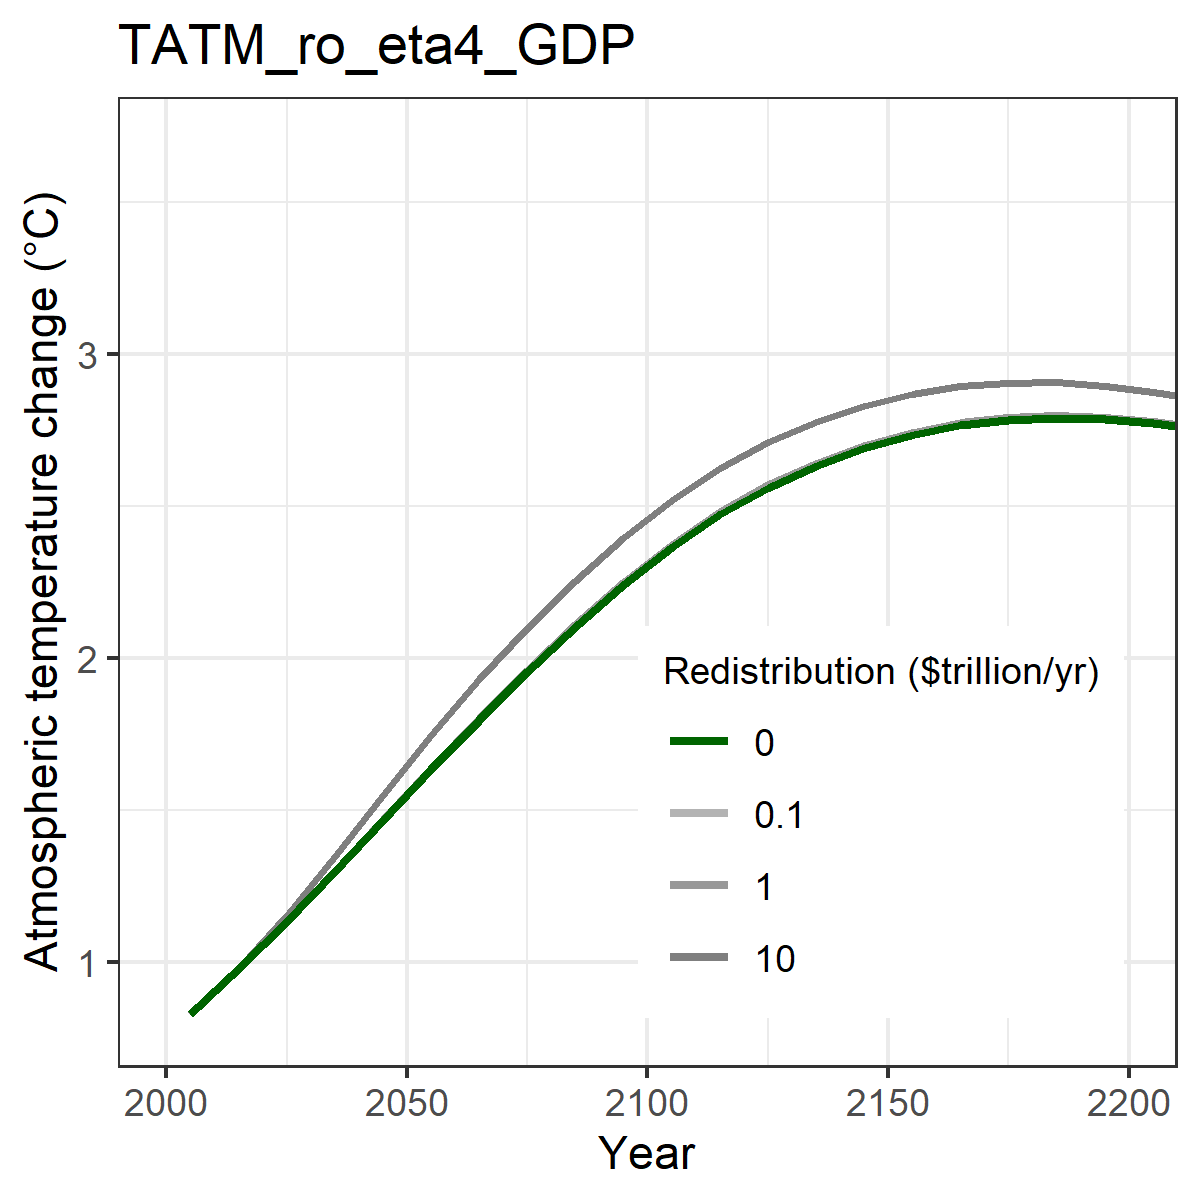 TATM_ro_eta4_GDP
Atmospheric temperature change (°C)
3
2
1
Redistribution ($trillion/yr)
0
0.1
1
10
2000 2050 2100 2150 2200
Year